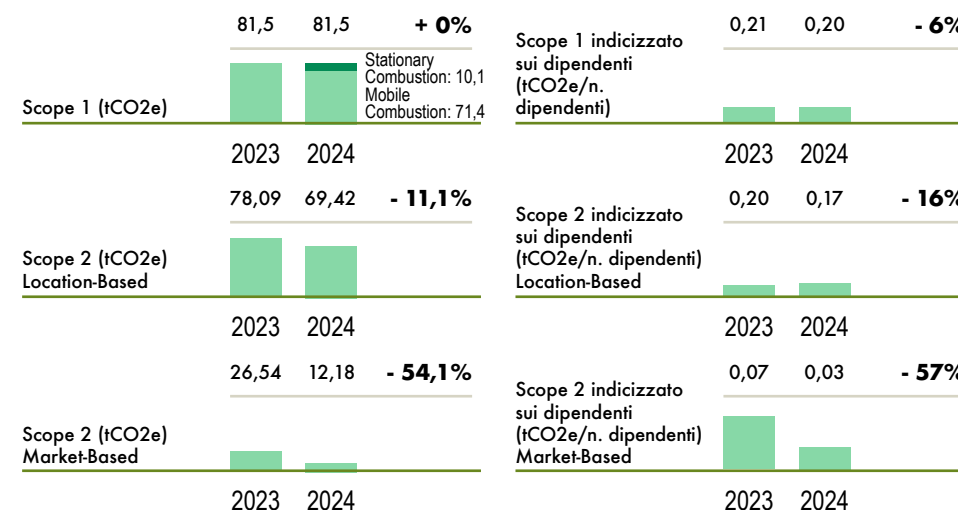 81,5 81,5 + 0%
Scope 1 (tCO2e)
Stationary
Combustion: 10,1
Mobile
Combustion: 71,4
2023 2024
0,21 0,20 - 6%
Scope 1 indicizzato
sui dipendenti
(tCO2e/n.
dipendenti)
2023 2024
78,09 69,42 - 11,1%
Scope 2 (tCO2e)
Location-Based
2023 2024
0,20 0,17 - 16%
Scope 2 indicizzato
sui dipendenti
(tCO2e/n. dipendenti)
Location-Based
2023 2024
26,54 12,18 - 54,1%
Scope 2 (tCO2e)
Market-Based
2023 2024
0,07 0,03 - 57%
Scope 2 indicizzato
sui dipendenti
(tCO2e/n. dipendenti)
Market-Based
2023 2024